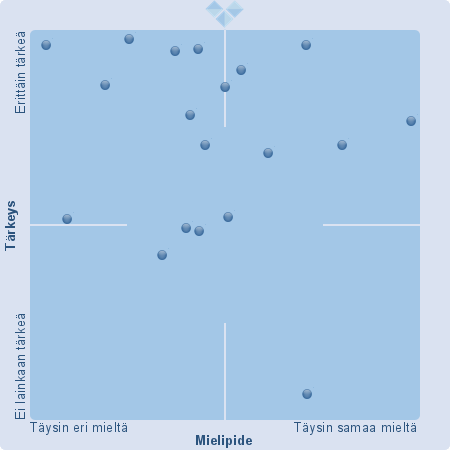 Erittäin tärkeä
Tärkeys
Ei lainkaan tärkeä
Täysin eri mieltä
Täysin samaa mieltä
Mielipide